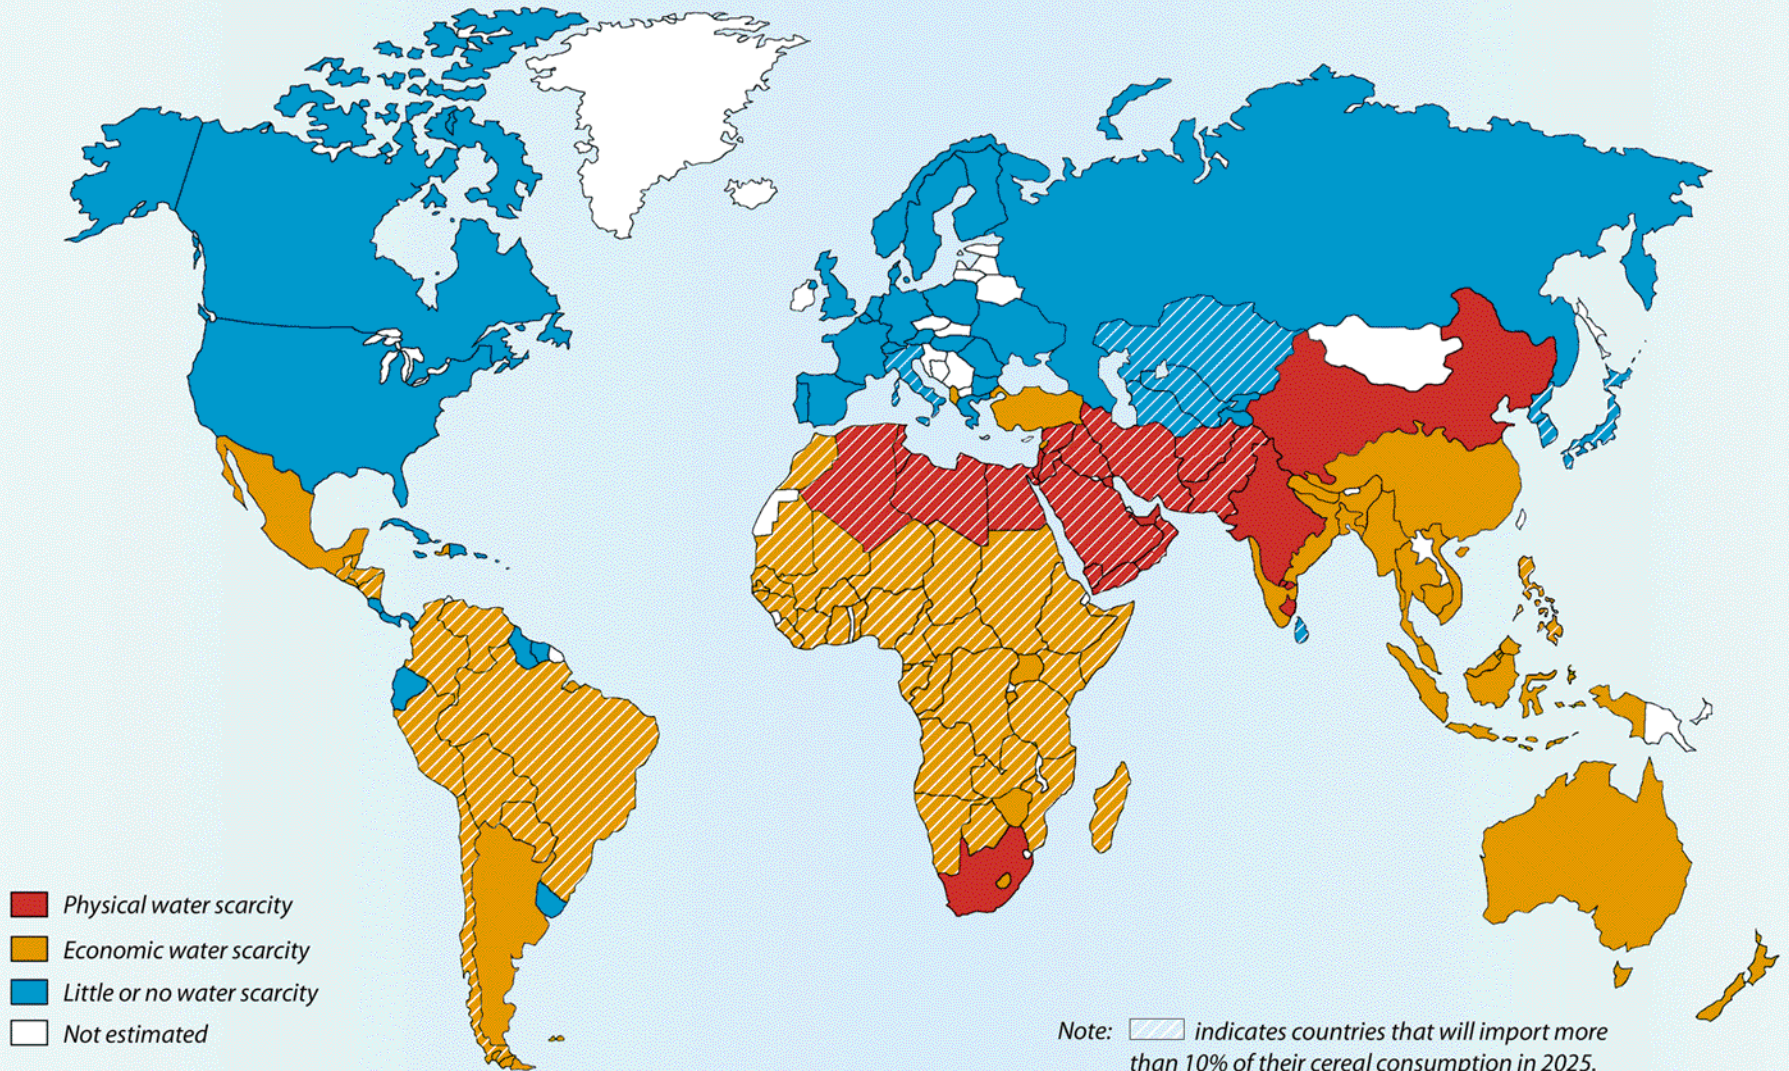 Physical water scarcity
Economic water scarcity
Little or no water scarcity
Not estimated
Note: indicates countries that will import more
than 10% of their cereal consumption in 2025.